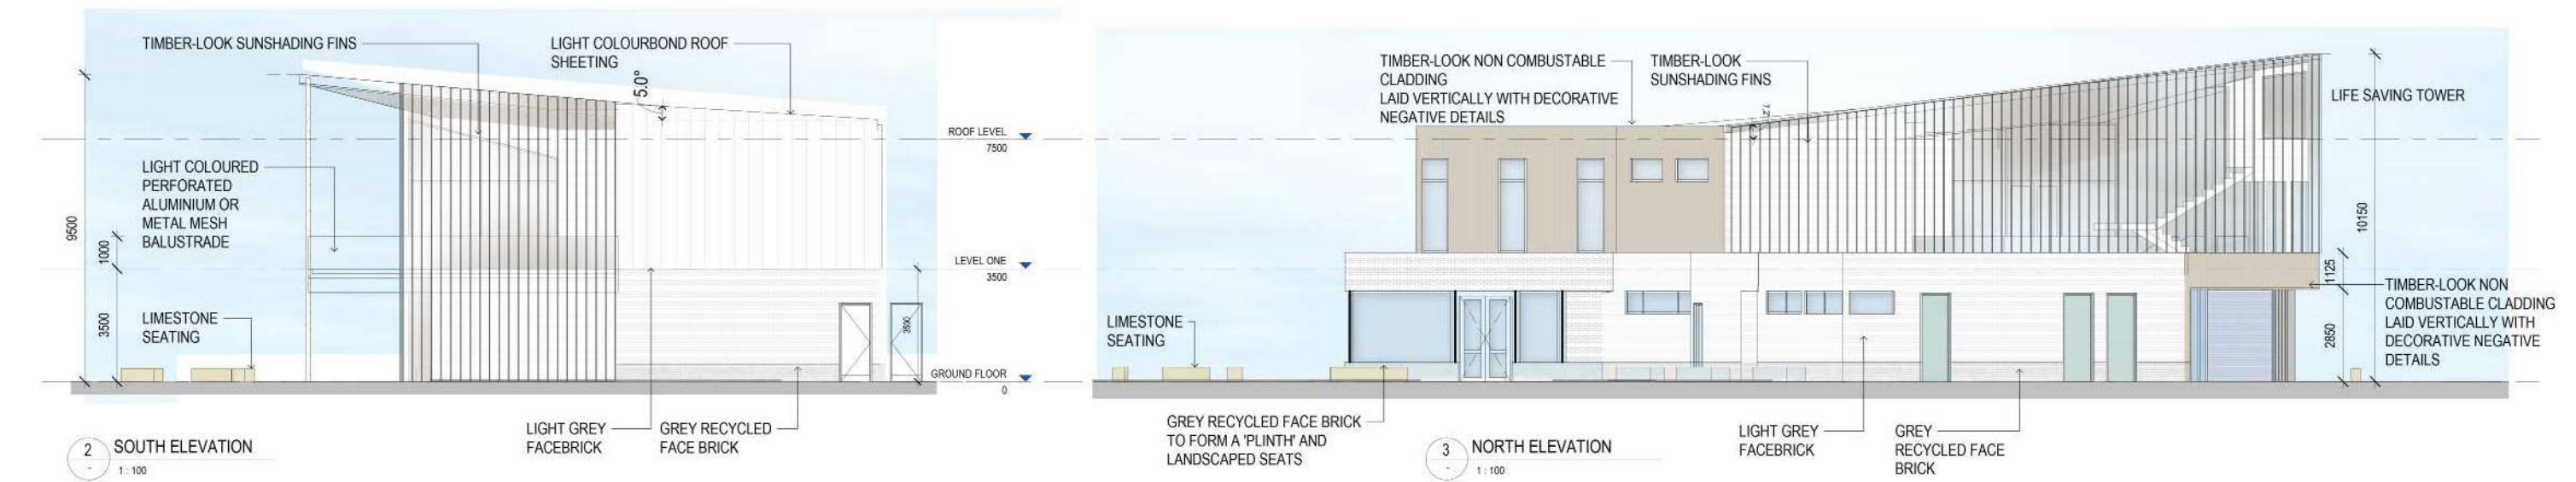 TIMBER-LOOK SUNSHADING FINS
LIGHT COLOURBOND ROOF
SHEETING
5.0°
LIGHT COLOURED
PERFORATED
ALUMINIUM OR
METAL MESH
BALUSTRADE
9500
1000
3500
LIMESTONE
SEATING
ROOF LEVEL
7500
LEVEL ONE
3500
3500
GROUND FLOOR
0
LIGHT GREY
FACEBRICK
GREY RECYCLED
FACE BRICK
2
-
SOUTH ELEVATION
1 : 100
TIMBER-LOOK NON COMBUSTABLE
CLADDING
LAID VERTICALLY WITH DECORATIVE
NEGATIVE DETAILS
TIMBER-LOOK
SUNSHADING FINS
LIFE SAVING TOWER
10150
1125
2850
TIMBER-LOOK NON
COMBUSTABLE CLADDING
LAID VERTICALLY WITH
DECORATIVE NEGATIVE
DETAILS
LIMESTONE
SEATING
GREY RECYCLED FACE BRICK
TO FORM A 'PLINTH' AND
LANDSCAPED SEATS
LIGHT GREY
FACEBRICK
GREY
RECYCLED FACE
BRICK
3
-
NORTH ELEVATION
1 : 100